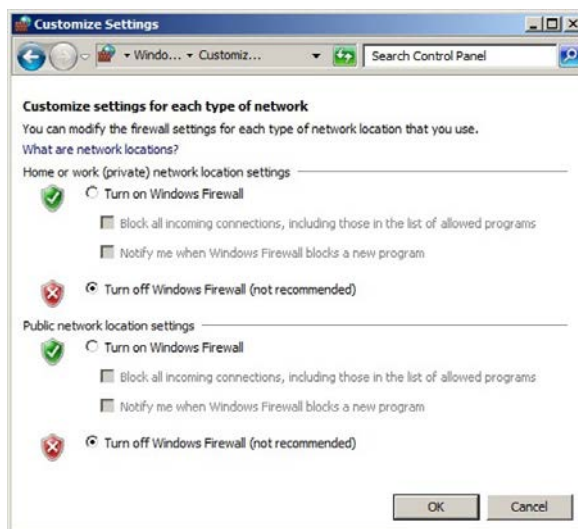 Customize Settings
Windo... Customiz...
Search Control Panel
Customize settings for each type of network
You can modify the firewall settings for each type of network location that you use.
What are network locations?
Home or work (private) network location settings
Turn on Windows Firewall
Block all incoming connections, including those in the list of allowed programs
Notify me when Windows Firewall blocks a new program
Turn off Windows Firewall (not recommended)
Public network location settings
Turn on Windows Firewall
Block all incoming connections, including those in the list of allowed programs
Notify me when Windows Firewall blocks a new program
Turn off Windows Firewall (not recommended)
OK Cancel